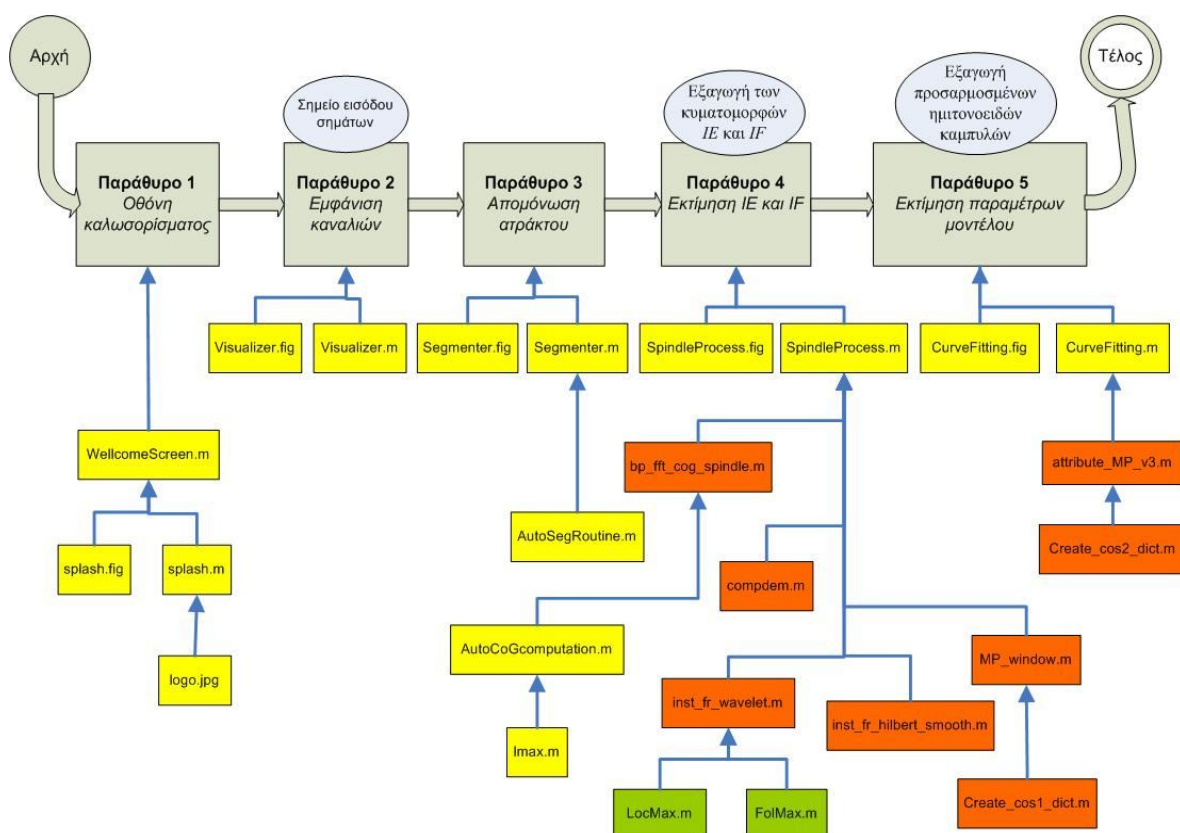 Αρχή
Σημείο εισόδου
σημάτων
Εξαγωγή των
κυματομορφών
IE και IF
Εξαγωγή
προσαρμοσμένων
ημιτονοειδών
καμπυλών
Τέλος
Παράθυρο 1
Οθόνη
καλωσορίσματος
Παράθυρο 2
Εμφάνιση
καναλιών
Παράθυρο 3
Απομόνωση
ατράκτου
Παράθυρο 4
Εκτίμηση IE και IF
Παράθυρο 5
Εκτίμηση παραμέτρων
μοντέλου
Visualizer.fig
Visualizer.m
Segmenter.fig
Segmenter.m
SpindleProcess.fig
SpindleProcess.m
CurveFitting.fig
CurveFitting.m
WellcomeScreen.m
bp_fft_cog_spindle.m
attribute_MP_v3.m
AutoSegRoutine.m
Create_cos2_dict.m
splash.fig
splash.m
compdem.m
AutoCoGcomputation.m
MP_window.m
logo.jpg
inst_fr_wavelet.m
inst_fr_hilbert_smooth.m
lmax.m
LocMax.m
FolMax.m
Create_cos1_dict.m